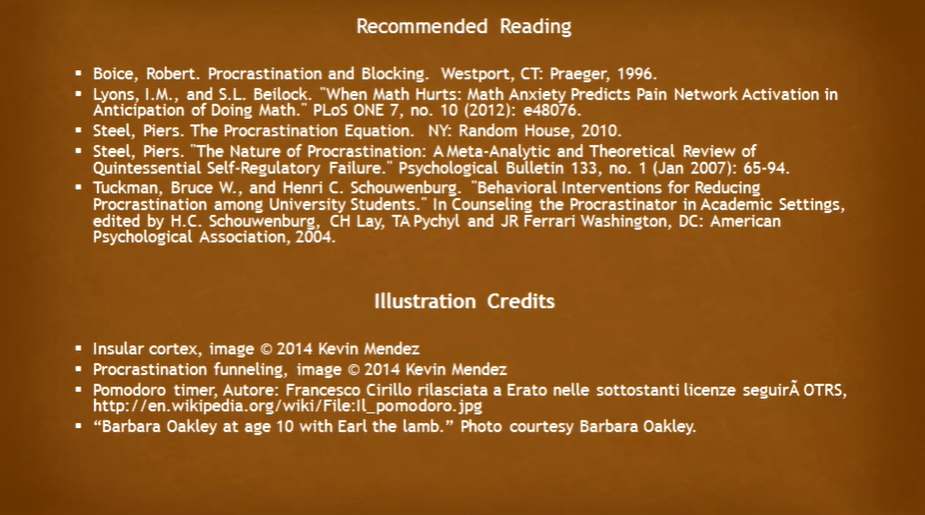 Recommended Reading
▪ Boice, Robert. Procrastination and Blocking. Westport, CT: Praeger, 1996.
▪ Lyons, I.M., and S.L. Beilock. "When Math Hurts: Math Anxiety Predicts Pain Network Activation in
Anticipation of Doing Math." PLoS ONE 7, no. 10 (2012): e48076.
▪ Steel, Piers. The Procrastination Equation. NY: Random House, 2010.
▪ Steel, Piers. "The Nature of Procrastination: A Meta-Analytic and Theoretical Review of
Quintessential Self-Regulatory Failure." Psychological Bulletin 133, no. 1 (Jan 2007): 65-94.
▪ Tuckman, Bruce W., and Henri C. Schouwenburg. "Behavioral Interventions for Reducing
Procrastination among University Students." In Counseling the Procrastinator in Academic Settings,
edited by H.C. Schouwenburg, CH Lay, TA Pychyl and JR Ferrari Washington, DC: American
Psychological Association, 2004.
Illustration Credits
▪ Insular cortex, image © 2014 Kevin Mendez
▪ Procrastination funneling, image © 2014 Kevin Mendez
▪ Pomodoro timer, Autore: Francesco Cirillo rilasciata a Erato nelle sottostanti licenze seguirÃ OTRS,
http://en.wikipedia.org/wiki/File:Il_pomodoro.jpg
▪ “Barbara Oakley at age 10 with Earl the lamb.” Photo courtesy Barbara Oakley.